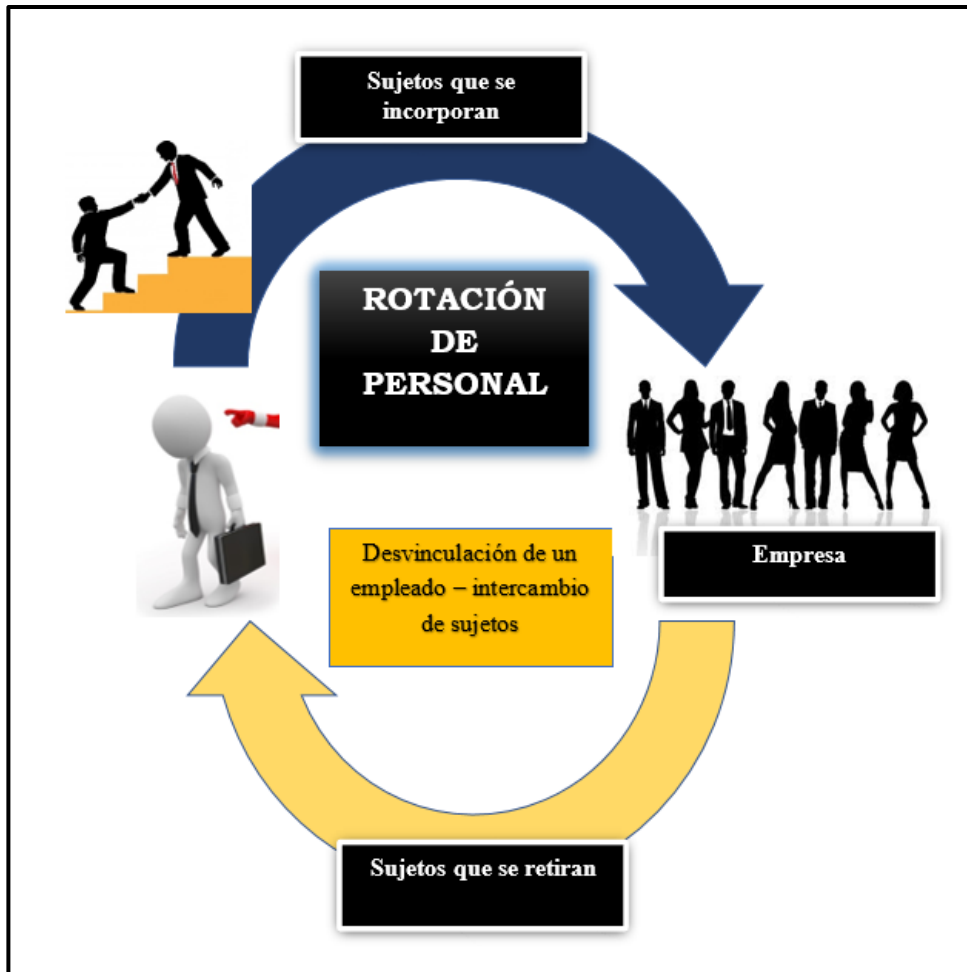 Sujetos que se
incorporan
ROTACIÓN
DE
PERSONAL
Desvinculación de un
empleado – intercambio
de sujetos
Empresa
Sujetos que se retiran